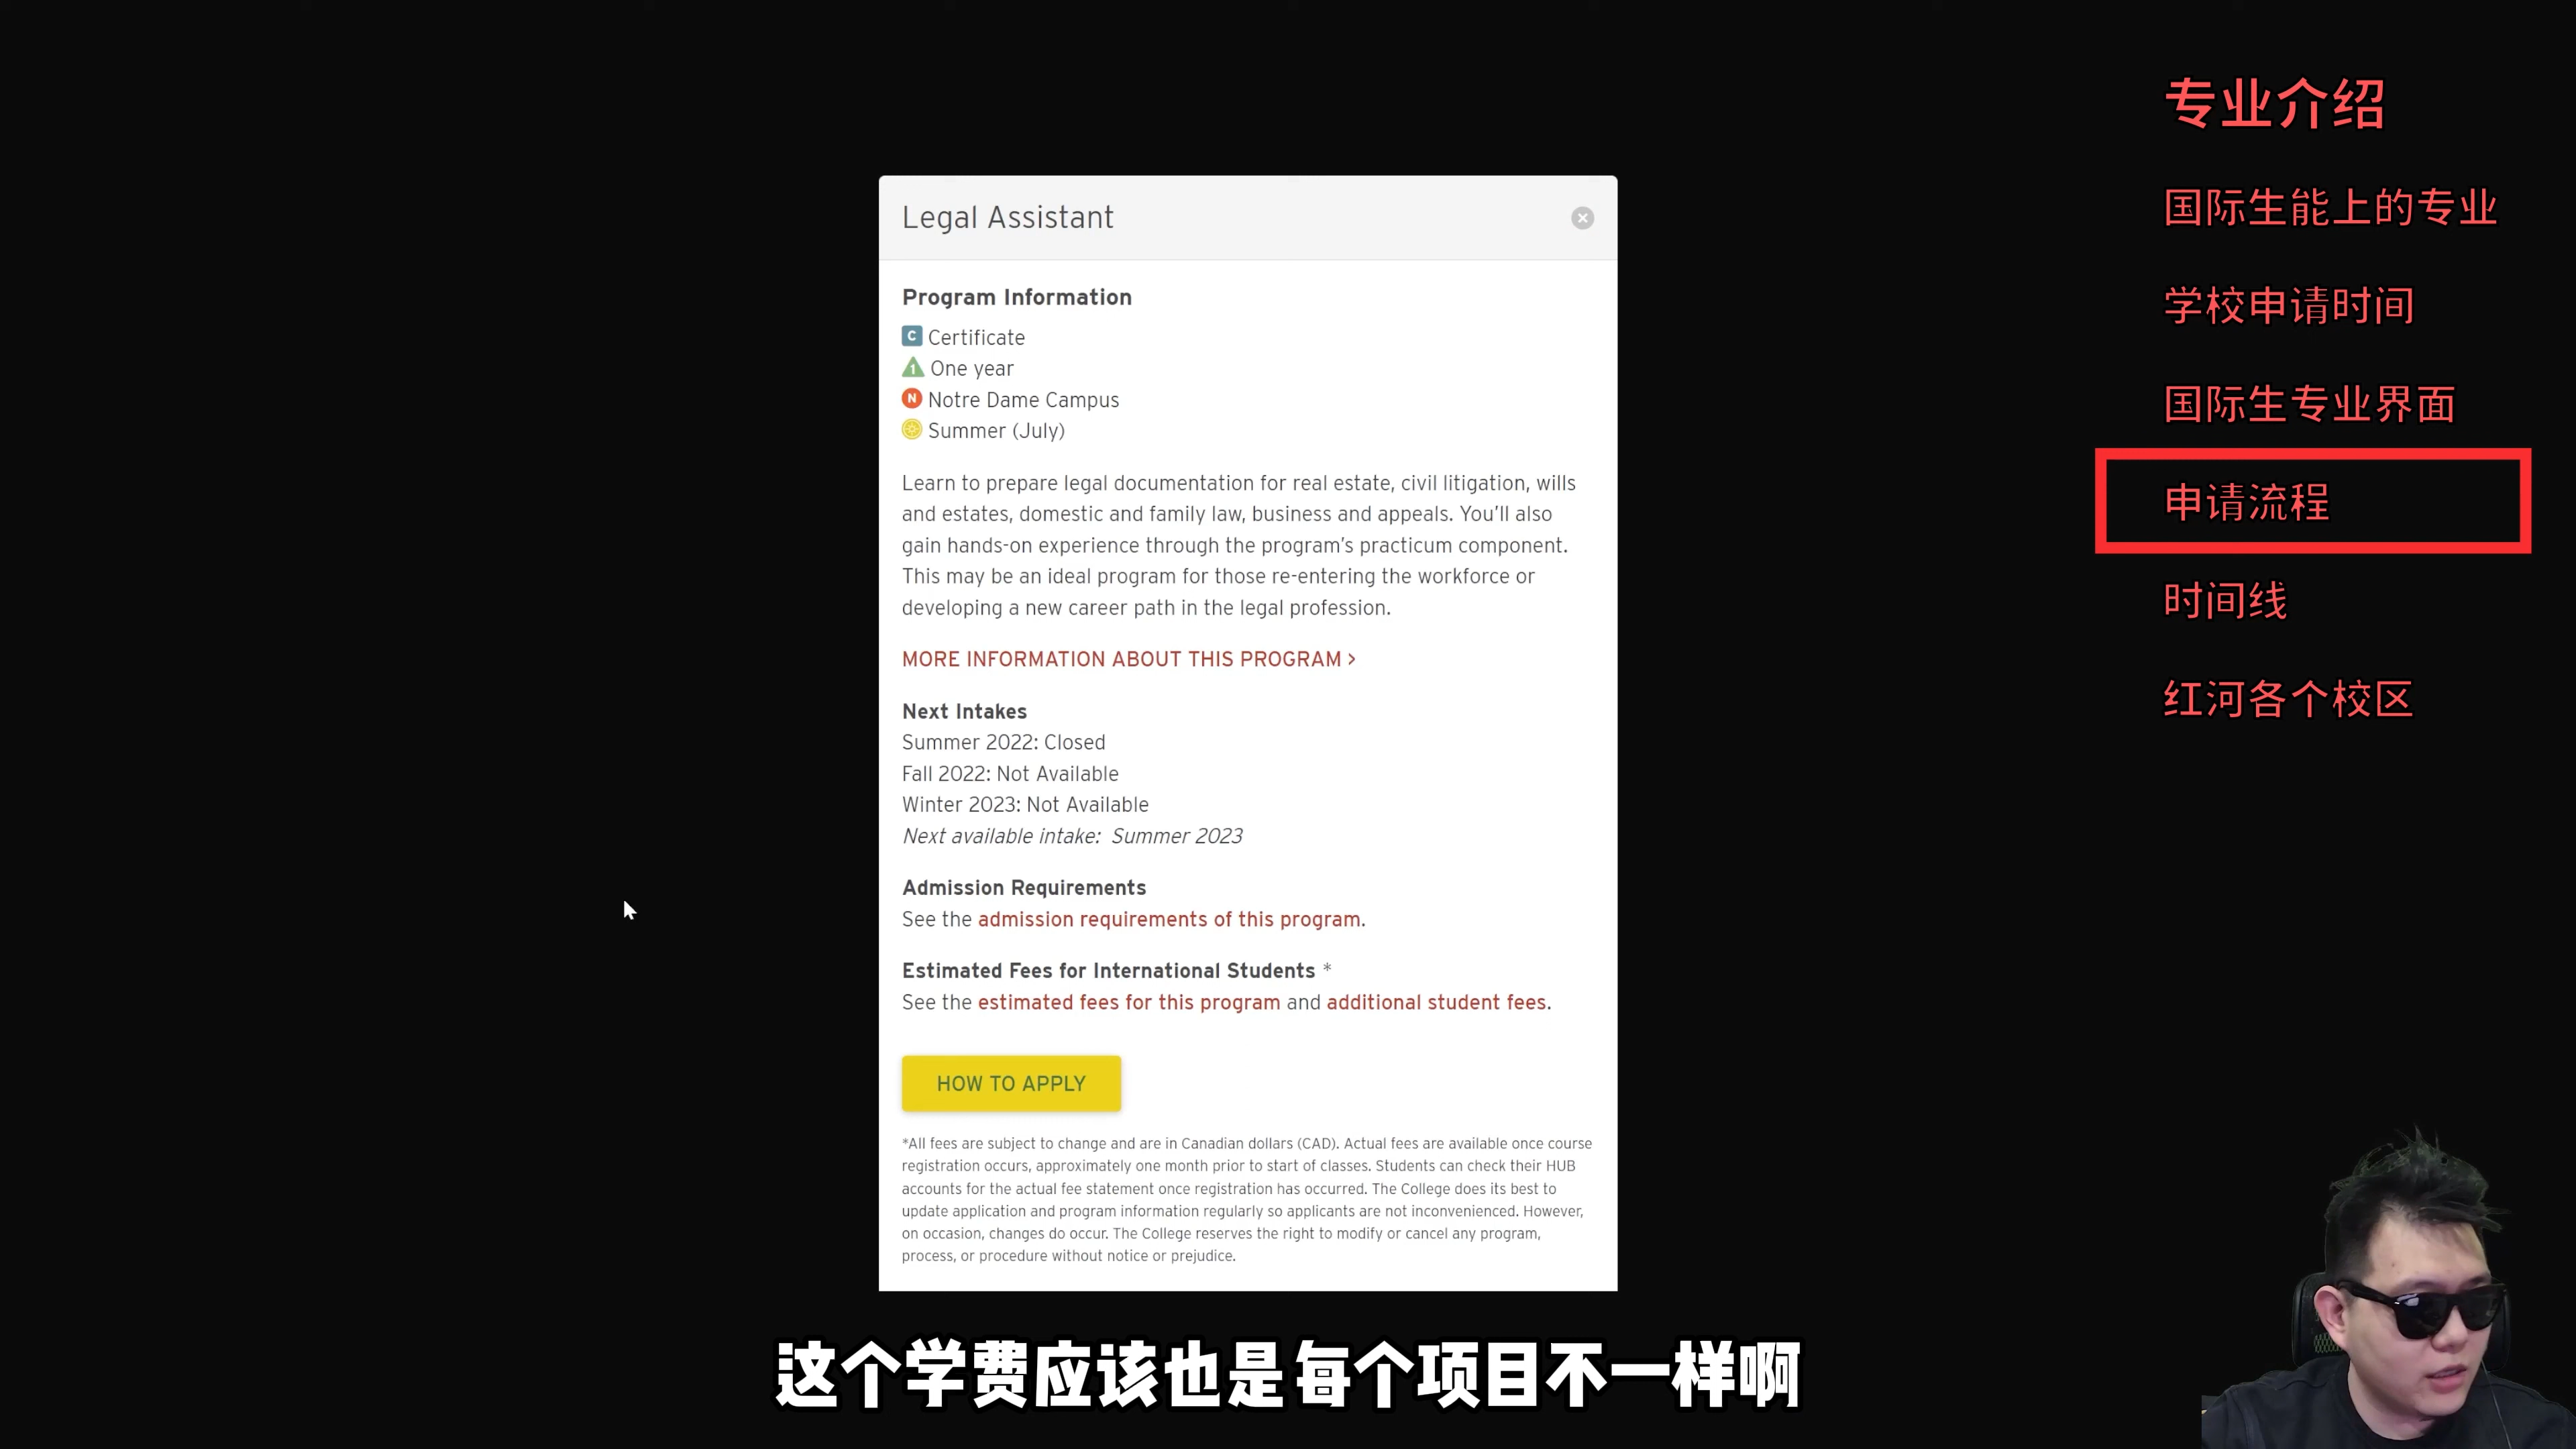 Legal Assistant
Program Information
C Certificate
1 One year
N Notre Dame Campus
Summer (July)
Learn to prepare legal documentation for real estate, civil litigation, wills
and estates, domestic and family law, business and appeals. You’ll also
gain hands-on experience through the program’s practicum component.
This may be an ideal program for those re-entering the workforce or
developing a new career path in the legal profession.
MORE INFORMATION ABOUT THIS PROGRAM >
Next Intakes
Summer 2022: Closed
Fall 2022: Not Available
Winter 2023: Not Available
Next available intake: Summer 2023
Admission Requirements
See the admission requirements of this program.
Estimated Fees for International Students *
See the estimated fees for this program and additional student fees.
HOW TO APPLY
*All fees are subject to change and are in Canadian dollars (CAD). Actual fees are available once course
registration occurs, approximately one month prior to start of classes. Students can check their HUB
accounts for the actual fee statement once registration has occurred. The College does its best to
update application and program information regularly so applicants are not inconvenienced. However,
on occasion, changes do occur. The College reserves the right to modify or cancel any program,
process, or procedure without notice or prejudice.
专业介绍
国际生能上的专业
学校申请时间
国际生专业界面
申请流程
时间线
红河各个校区
这个学费应该也是每个项目不一样啊